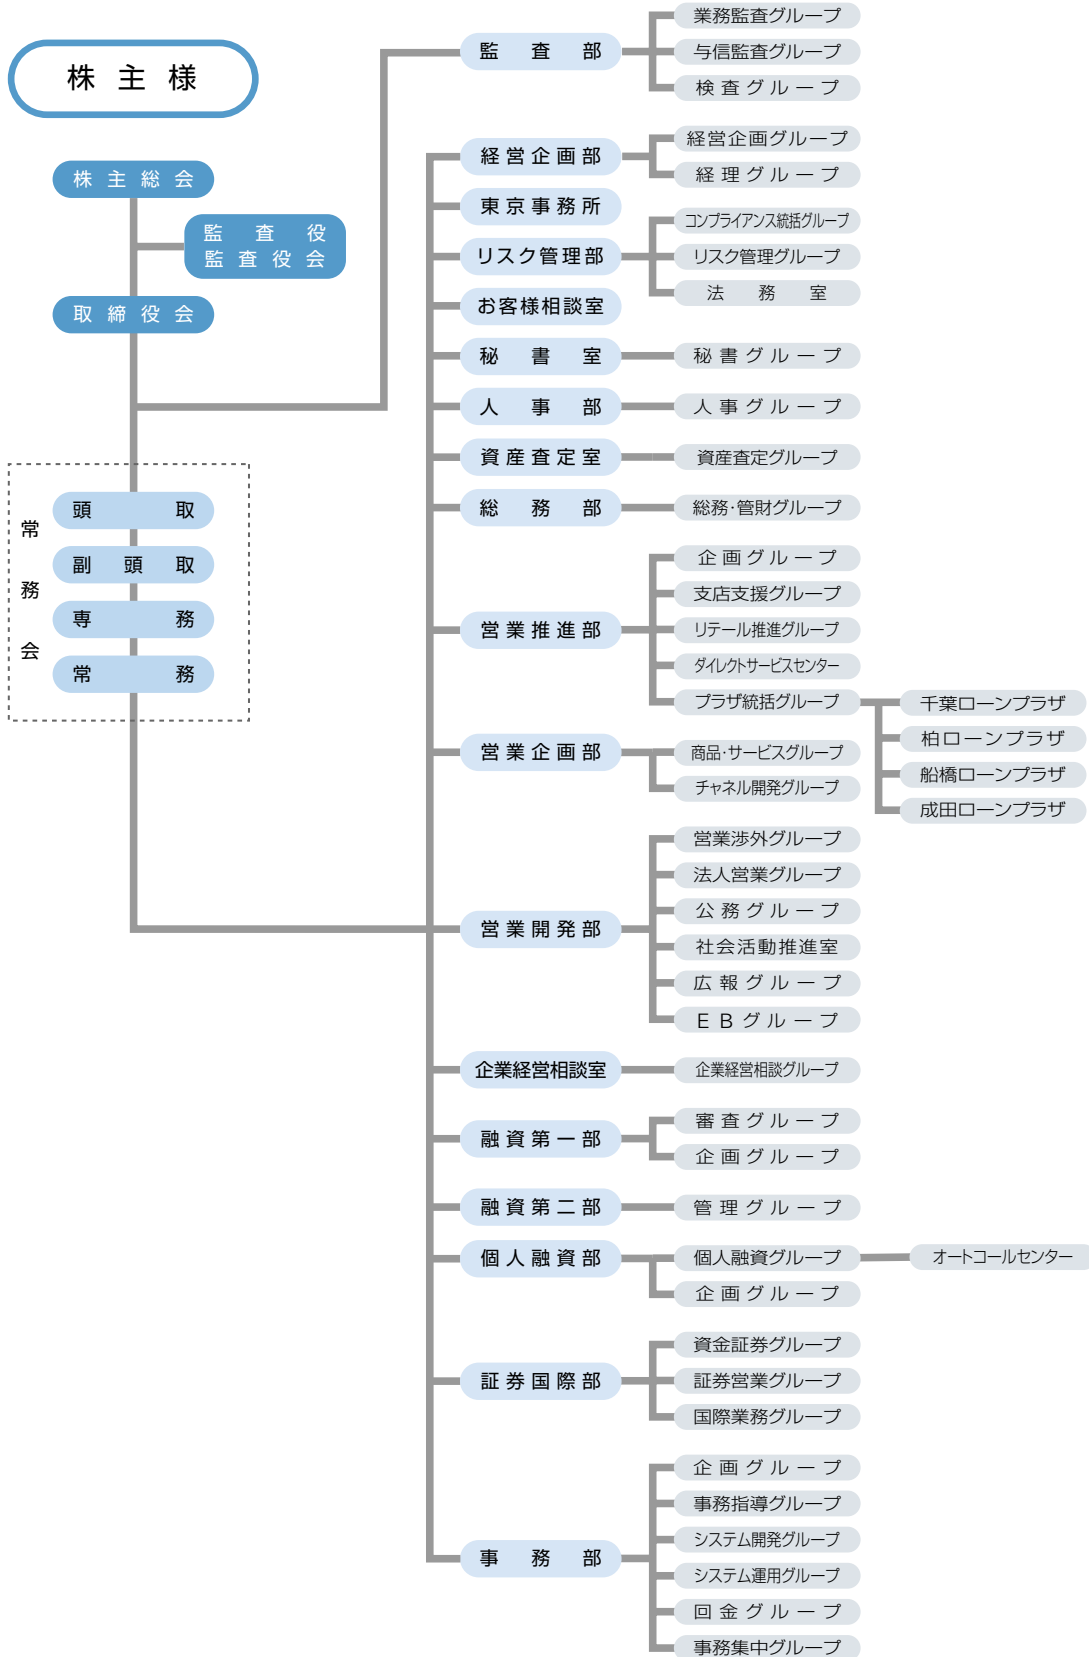 株主様
株主総会
監査役
監査役会
取締役会
常務会
頭取
副頭取
専務
常務
監査部
業務監査グループ
与信監査グループ
検査グループ
経営企画部
経営企画グループ
経理グループ
東京事務所
リスク管理部
コンプライアンス統括グループ
リスク管理グループ
法務室
お客様相談室
秘書室
秘書グループ
人事部
人事グループ
資産査定室
資産査定グループ
総務部
総務・管財グループ
営業推進部
企画グループ
支店支援グループ
リテール推進グループ
ダイレクトサービスセンター
プラザ統括グループ
千葉ローンプラザ
柏ローンプラザ
船橋ローンプラザ
成田ローンプラザ
営業企画部
商品・サービスグループ
チャネル開発グループ
営業開発部
営業渉外グループ
法人営業グループ
公務グループ
社会活動推進室
広報グループ
EBグループ
企業経営相談室
企業経営相談グループ
融資第一部
審査グループ
企画グループ
融資第二部
管理グループ
個人融資部
個人融資グループ
オートコールセンター
企画グループ
証券国際部
資金証券グループ
証券営業グループ
国際業務グループ
事務部
企画グループ
事務指導グループ
システム開発グループ
システム運用グループ
回金グループ
事務集中グループ